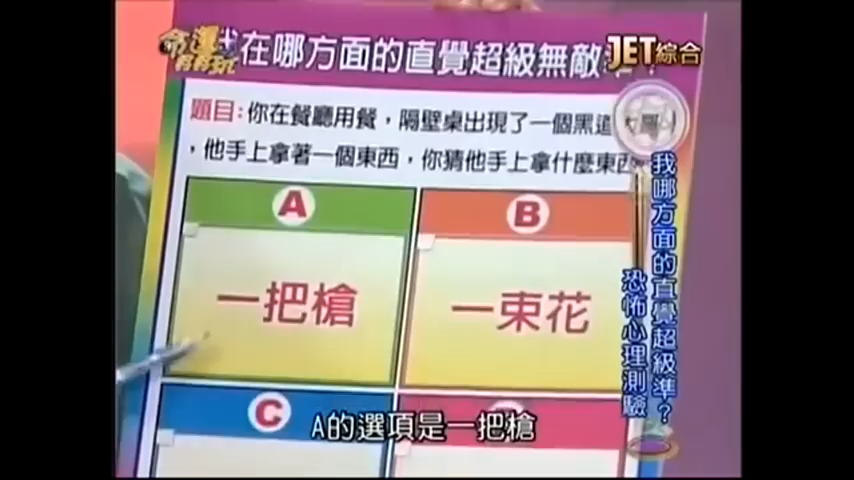 命運好好玩
JET綜合
我在哪方面的直覺超級無敵準？
題目：你在餐廳用餐，隔壁桌出現了一個黑道
，他手上拿著一個東西，你猜他手上拿什麼東西
A
B
一把槍
一束花
C
我哪方面的直覺超級準？
恐怖心理測驗
A的選項是一把槍